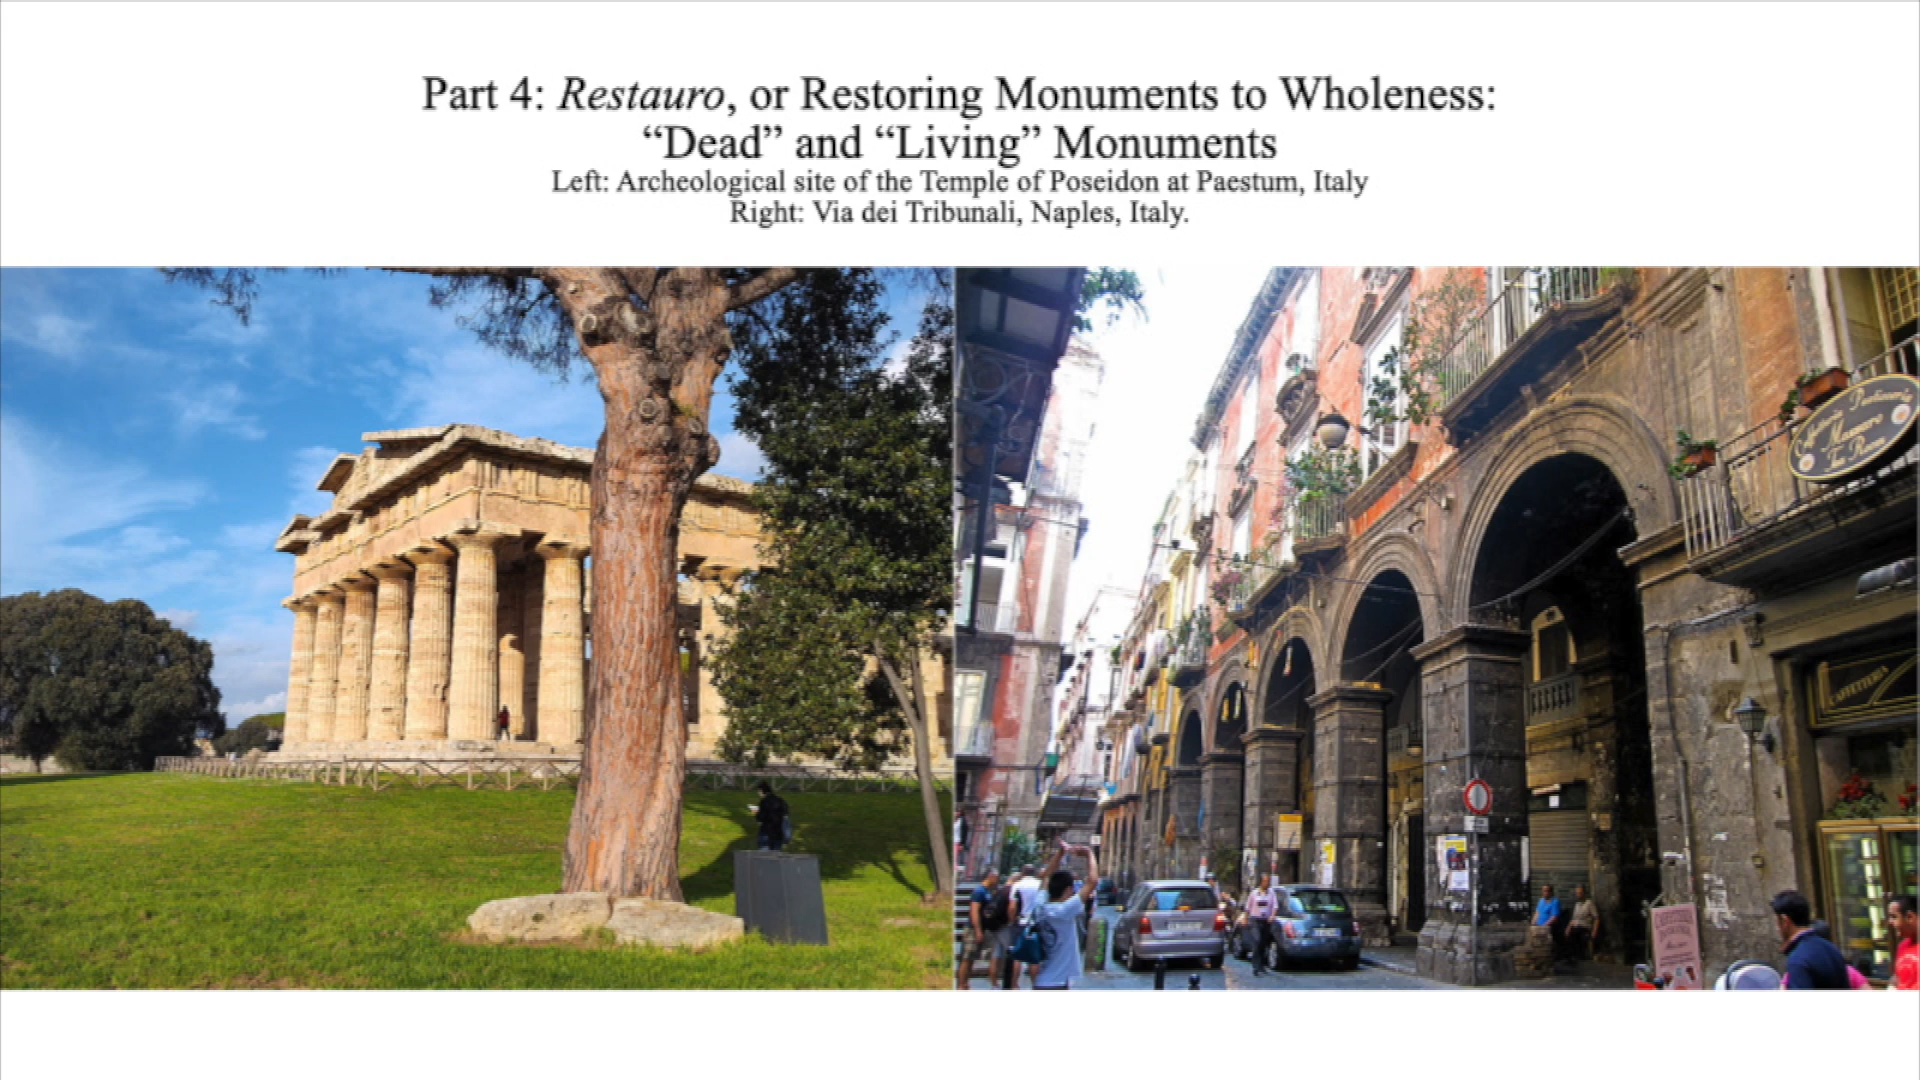 Part 4: Restauro, or Restoring Monuments to Wholeness:
“Dead” and “Living” Monuments
Left: Archeological site of the Temple of Poseidon at Paestum, Italy
Right: Via dei Tribunali, Naples, Italy.
CAFFETTERIA